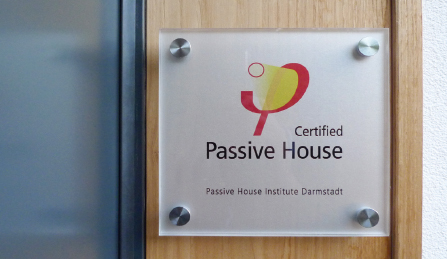 Certified
Passive House
Passive House Institute Darmstadt